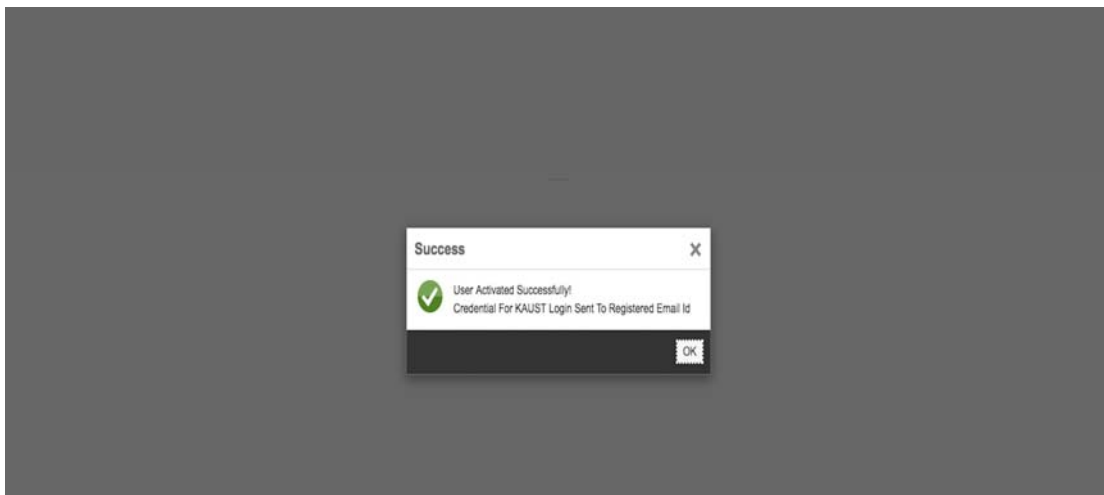 Success
User Activated Successfully!
Credential For KAUST Login Sent To Registered Email Id
OK